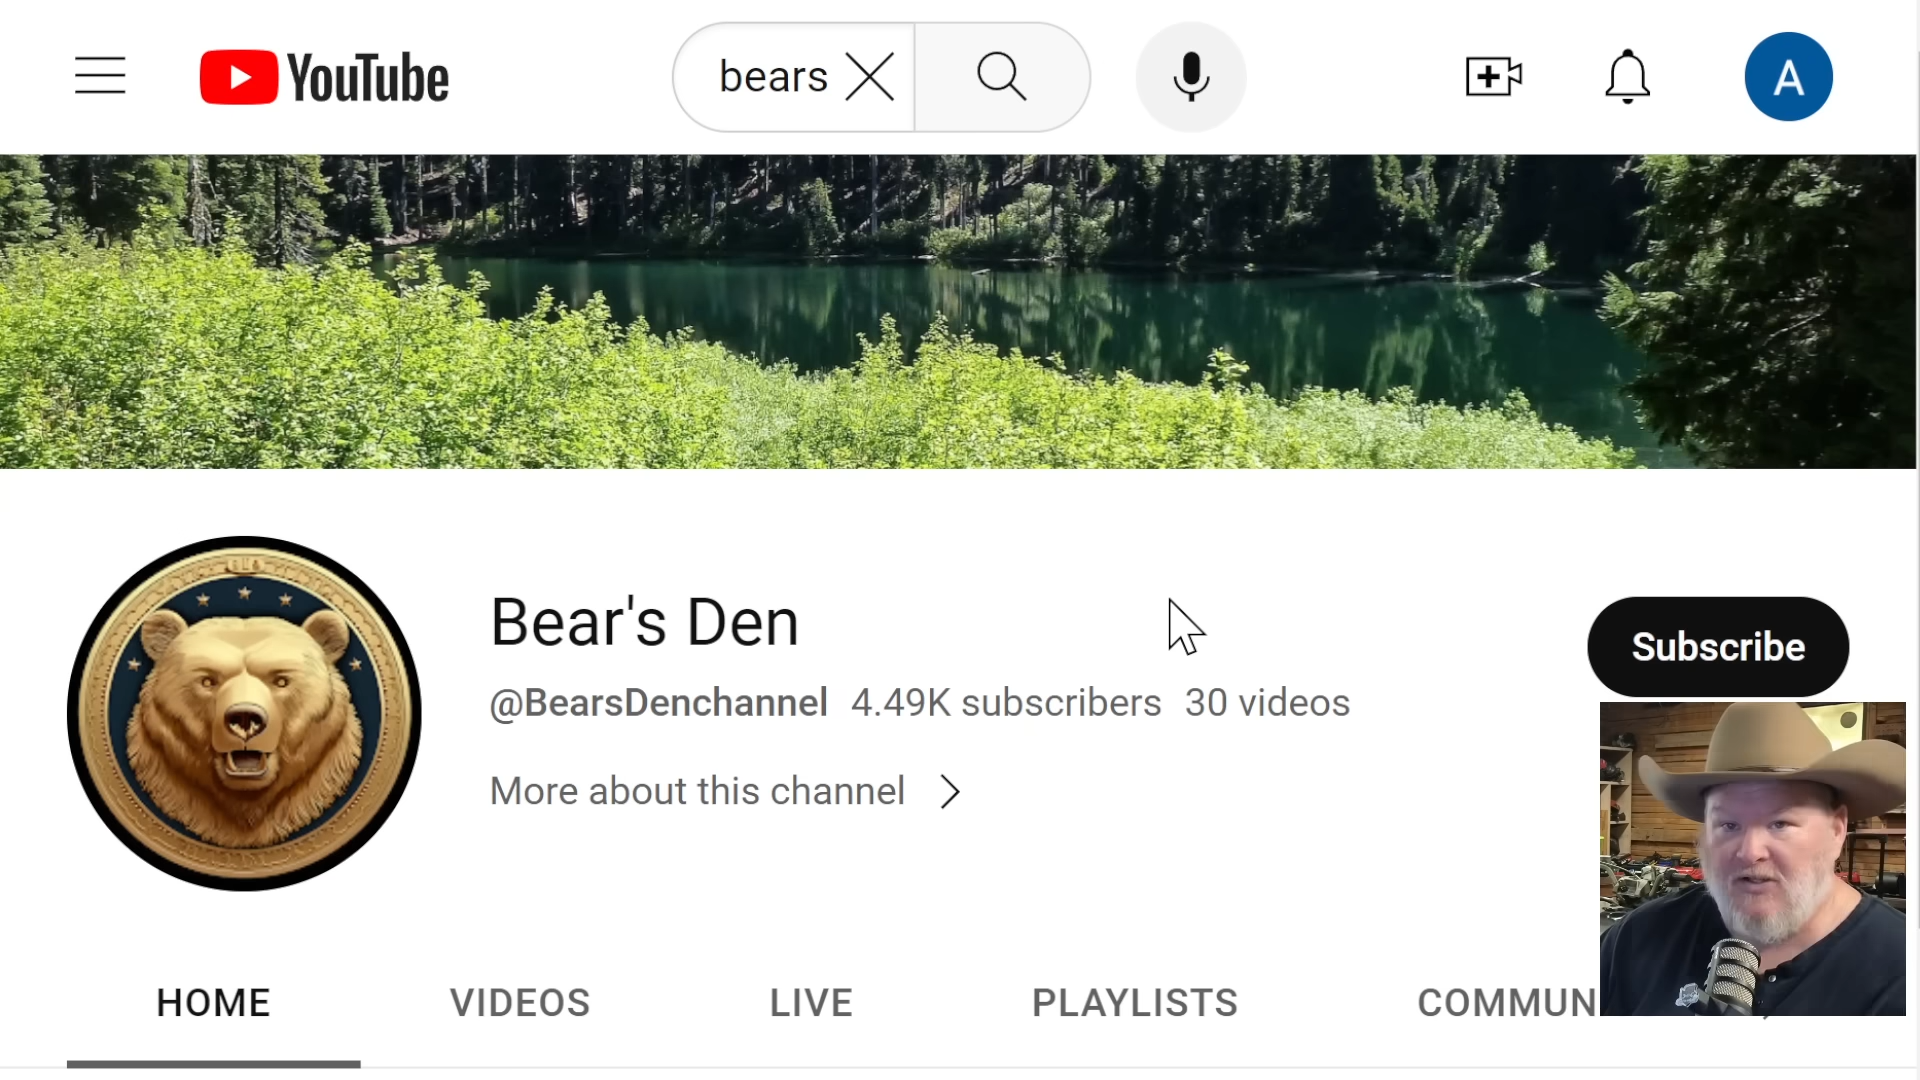 YouTube
bears
A
Bear's Den
@BearsDenchannel 4.49K subscribers 30 videos
More about this channel
Subscribe
HOME VIDEOS LIVE PLAYLISTS COMMUN